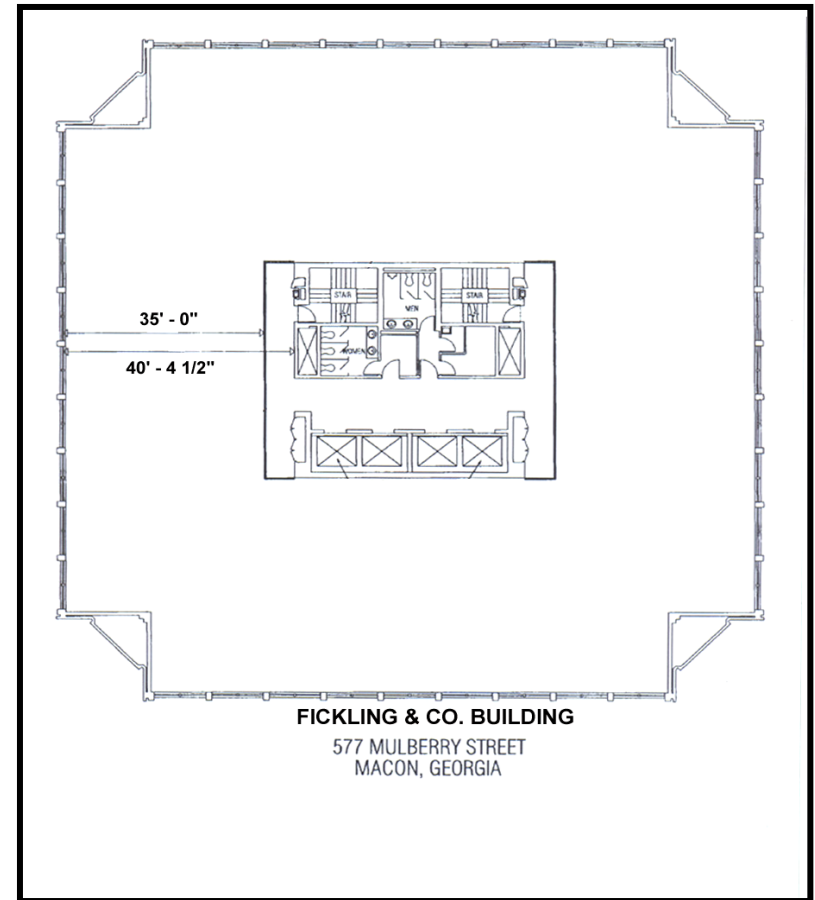 STAIR
STAIR
MEN
35' - 0"
WOMEN
40' - 4 1/2"
FICKLING & CO. BUILDING
577 MULBERRY STREET
MACON, GEORGIA